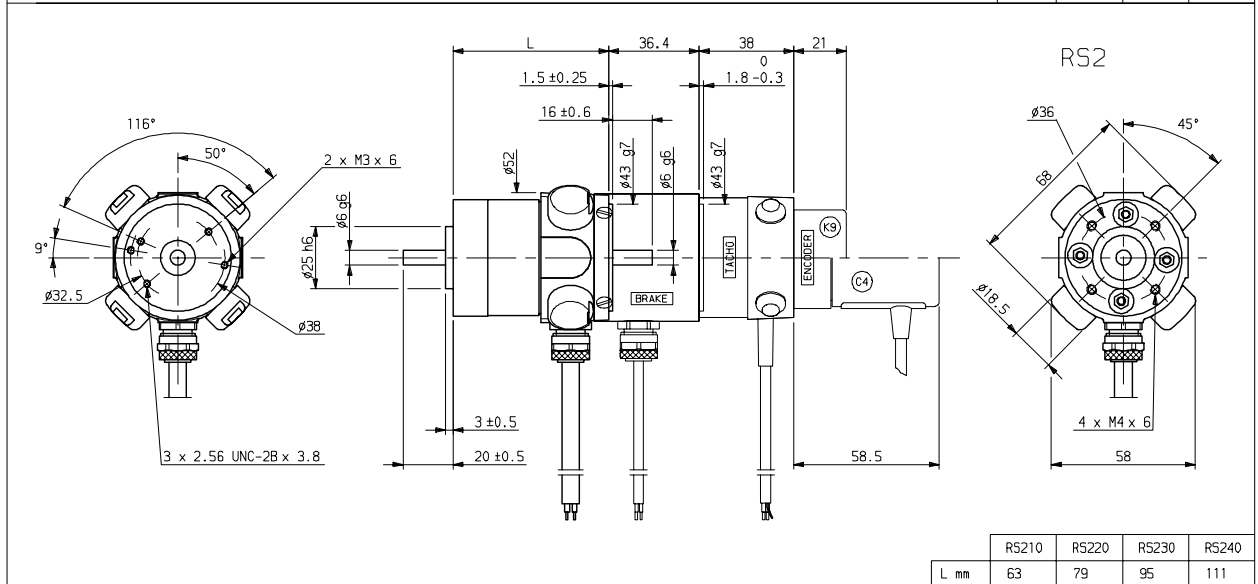 L
36.4
38
21
RS2
1.5 ±0.25
0
1.8 -0.3
16 ±0.6
116°
50°
2 x M3 x 6
ø52
ø43 g7
ø6 g6
ø43 g7
ø36
45°
68
ø6 g6
ø25 h6
9°
TACHO
ENCODER
K9
C4
BRAKE
ø32.5
ø38
ø18.5
3 ±0.5
4 x M4 x 6
3 x 2.56 UNC-2B x 3.8
20 ±0.5
58.5
58
RS210 RS220 RS230 RS240
L mm 63 79 95 111